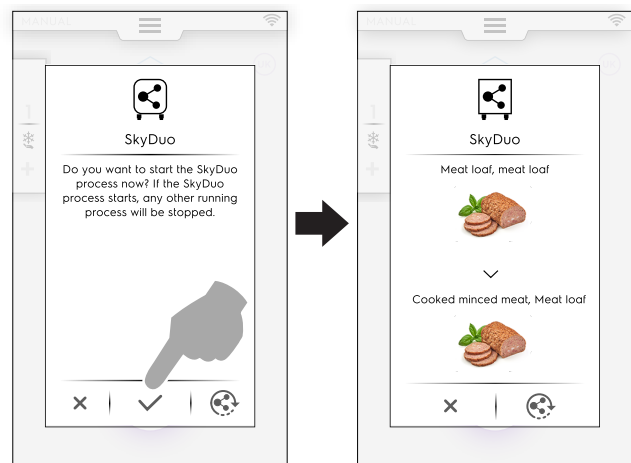 MANUAL
SkyDuo
Do you want to start the SkyDuo
process now? If the SkyDuo
process starts, any other running
process will be stopped.
MANUAL
SkyDuo
Meat loaf, meat loaf
Cooked minced meat, Meat loaf